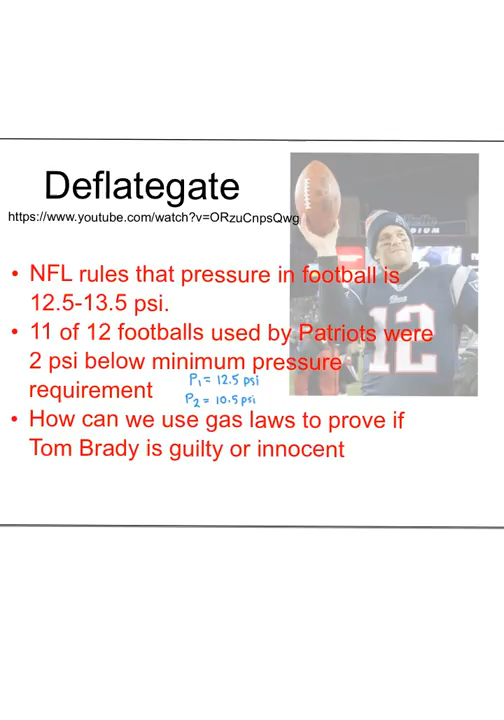 Deflategate
https://www.youtube.com/watch?v=ORzuCnpsQwg
• NFL rules that pressure in football is
12.5-13.5 psi.
• 11 of 12 footballs used by Patriots were
2 psi below minimum pressure
requirement
P₁ = 12.5 psi
P₂ = 10.5 psi
• How can we use gas laws to prove if
Tom Brady is guilty or innocent
12